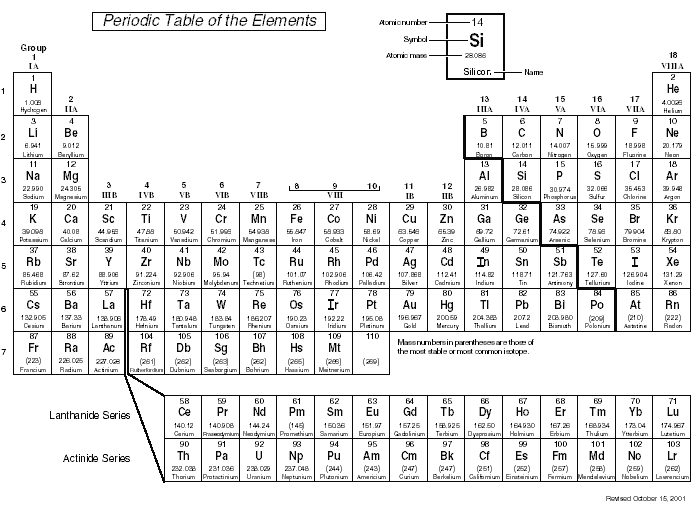 Periodic Table of the Elements
Atomic number 14
Symbol Si
Atomic mass 28.086
Silicon Name
Group
1 18
IA VIIIA
1 2
1 H He
1.008 4.0026
Hydrogen Helium
2 13 14 15 16 17
IIA IIIA IVA VA VIA VIIA
3 4 5 6 7 8 9 10
2 Li Be B C N O F Ne
6.941 9.012 10.81 12.011 14.007 15.999 18.998 20.179
Lithium Beryllium Boron Carbon Nitrogen Oxygen Fluorine Neon
11 12 13 14 15 16 17 18
3 Na Mg Al Si P S Cl Ar
22.990 24.305 26.982 28.086 30.974 32.066 35.453 39.948
Sodium Magnesium Aluminum Silicon Phosphorus Sulfur Chlorine Argon
3 4 5 6 7 8 9 10 11 12
IIIB IVB VB VIB VIIB VIII IB IIB
19 20 21 22 23 24 25 26 27 28 29 30 31 32 33 34 35 36
4 K Ca Sc Ti V Cr Mn Fe Co Ni Cu Zn Ga Ge As Se Br Kr
39.098 40.08 44.955 47.88 50.942 51.996 54.938 55.847 58.933 58.69 63.546 65.39 69.72 72.61 74.922 78.96 79.904 83.80
Potassium Calcium Scandium Titanium Vanadium Chromium Manganese Iron Cobalt Nickel Copper Zinc Gallium Germanium Arsenic Selenium Bromine Krypton
37 38 39 40 41 42 43 44 45 46 47 48 49 50 51 52 53 54
5 Rb Sr Y Zr Nb Mo Tc Ru Rh Pd Ag Cd In Sn Sb Te I Xe
85.468 87.62 88.906 91.224 92.906 95.94 (98) 101.07 102.906 106.42 107.868 112.41 114.82 118.71 121.763 127.60 126.904 131.29
Rubidium Strontium Yttrium Zirconium Niobium Molybdenum Technetium Ruthenium Rhodium Palladium Silver Cadmium Indium Tin Antimony Tellurium Iodine Xenon
55 56 57 72 73 74 75 76 77 78 79 80 81 82 83 84 85 86
6 Cs Ba La Hf Ta W Re Os Ir Pt Au Hg Tl Pb Bi Po At Rn
132.905 137.33 138.906 178.49 180.948 183.84 186.207 190.23 192.22 195.08 196.967 200.59 204.383 207.2 208.980 (209) (210) (222)
Cesium Barium Lanthanum Hafnium Tantalum Tungsten Rhenium Osmium Iridium Platinum Gold Mercury Thallium Lead Bismuth Polonium Astatine Radon
87 88 89 104 105 106 107 108 109 110
7 Fr Ra Ac Rf Db Sg Bh Hs Mt
(223) 226.025 227.028 (261) (262) (263) (262) (265) (266) (269)
Francium Radium Actinium Rutherfordium Dubnium Seaborgium Bohrium Hassium Meitnerium
Mass numbers in parentheses are those of
the most stable or most common isotope.
58 59 60 61 62 63 64 65 66 67 68 69 70 71
Lanthanide Series Ce Pr Nd Pm Sm Eu Gd Tb Dy Ho Er Tm Yb Lu
140.12 140.908 144.24 (145) 150.36 151.97 157.25 158.925 162.50 164.930 167.26 168.934 173.04 174.967
Cerium Praseodymium Neodymium Promethium Samarium Europium Gadolinium Terbium Dysprosium Holmium Erbium Thulium Ytterbium Lutetium
90 91 92 93 94 95 96 97 98 99 100 101 102 103
Actinide Series Th Pa U Np Pu Am Cm Bk Cf Es Fm Md No Lr
232.038 231.036 238.029 237.048 (244) (243) (247) (247) (251) (252) (257) (258) (259) (262)
Thorium Protactinium Uranium Neptunium Plutonium Americium Curium Berkelium Californium Einsteinium Fermium Mendelevium Nobelium Lawrencium
Revised October 15, 2001